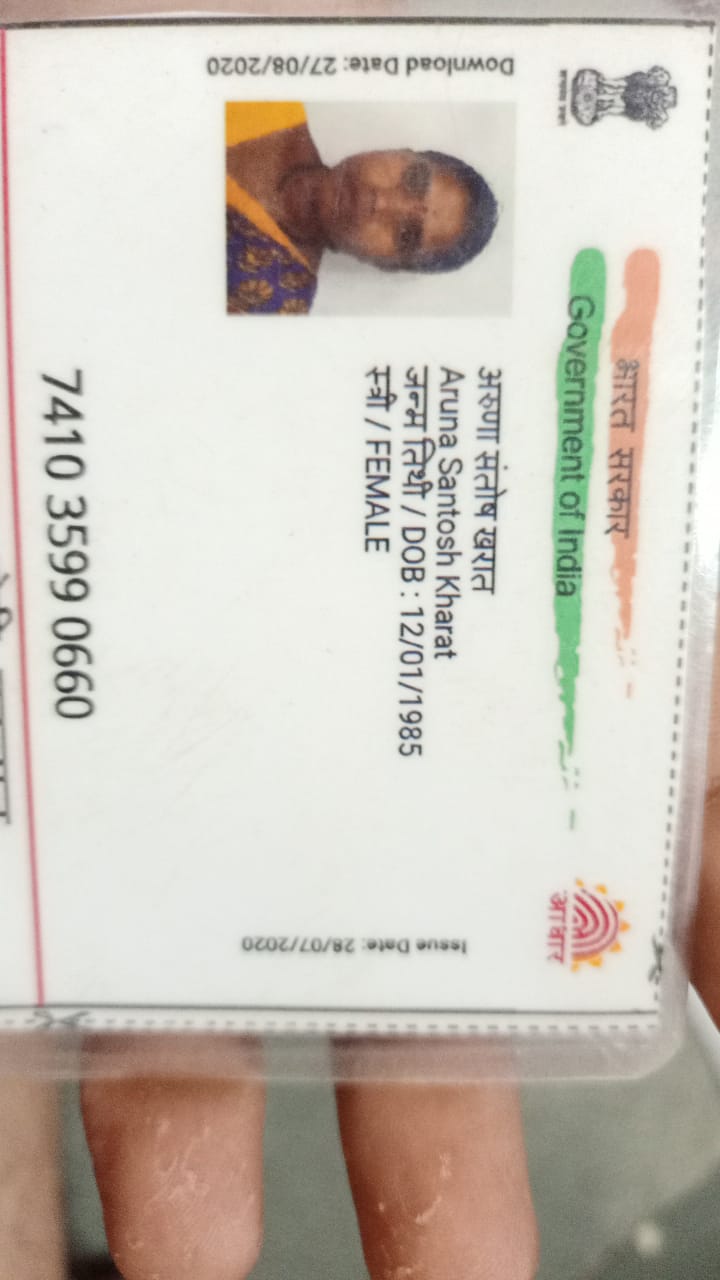 भारत सरकार
Government of India
Download Date: 27/08/2020
अरुणा संतोष खरात
Aruna Santosh Kharat
जन्म तिथी / DOB : 12/01/1985
स्त्री / FEMALE
Issue Date: 28/07/2020
आधार
7410 3599 0660